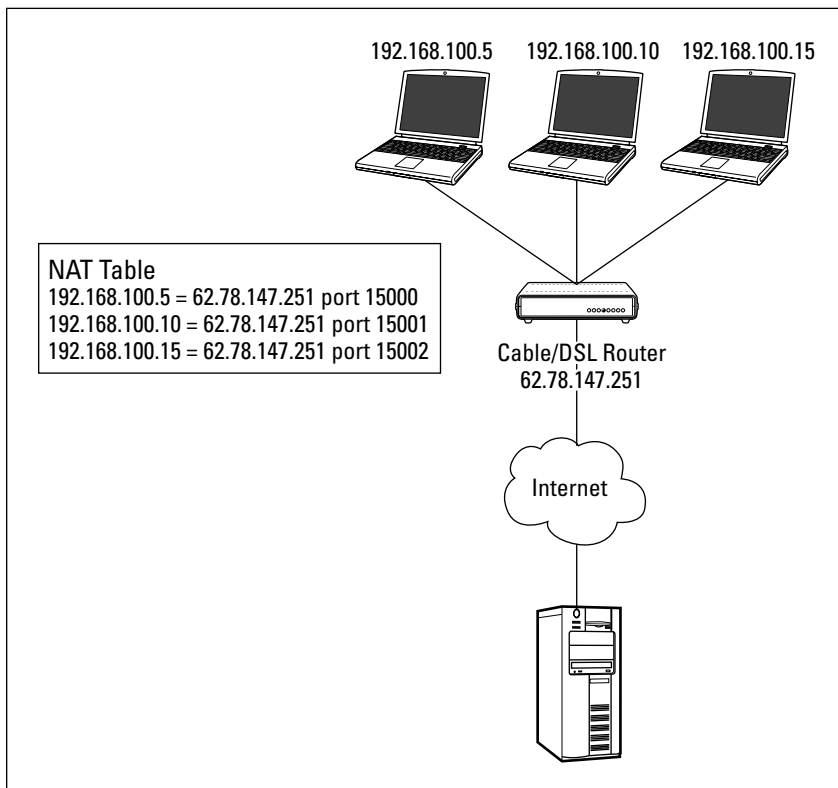 192.168.100.5 192.168.100.10 192.168.100.15
NAT Table
192.168.100.5 = 62.78.147.251 port 15000
192.168.100.10 = 62.78.147.251 port 15001
192.168.100.15 = 62.78.147.251 port 15002
Cable/DSL Router
62.78.147.251
Internet